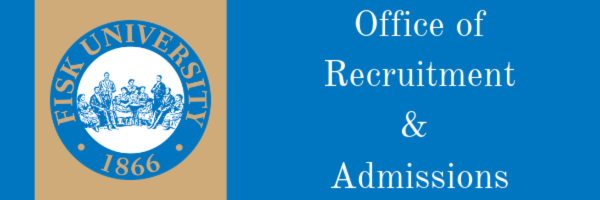 FISK UNIVERSITY
1866
Office of
Recruitment
&
Admissions